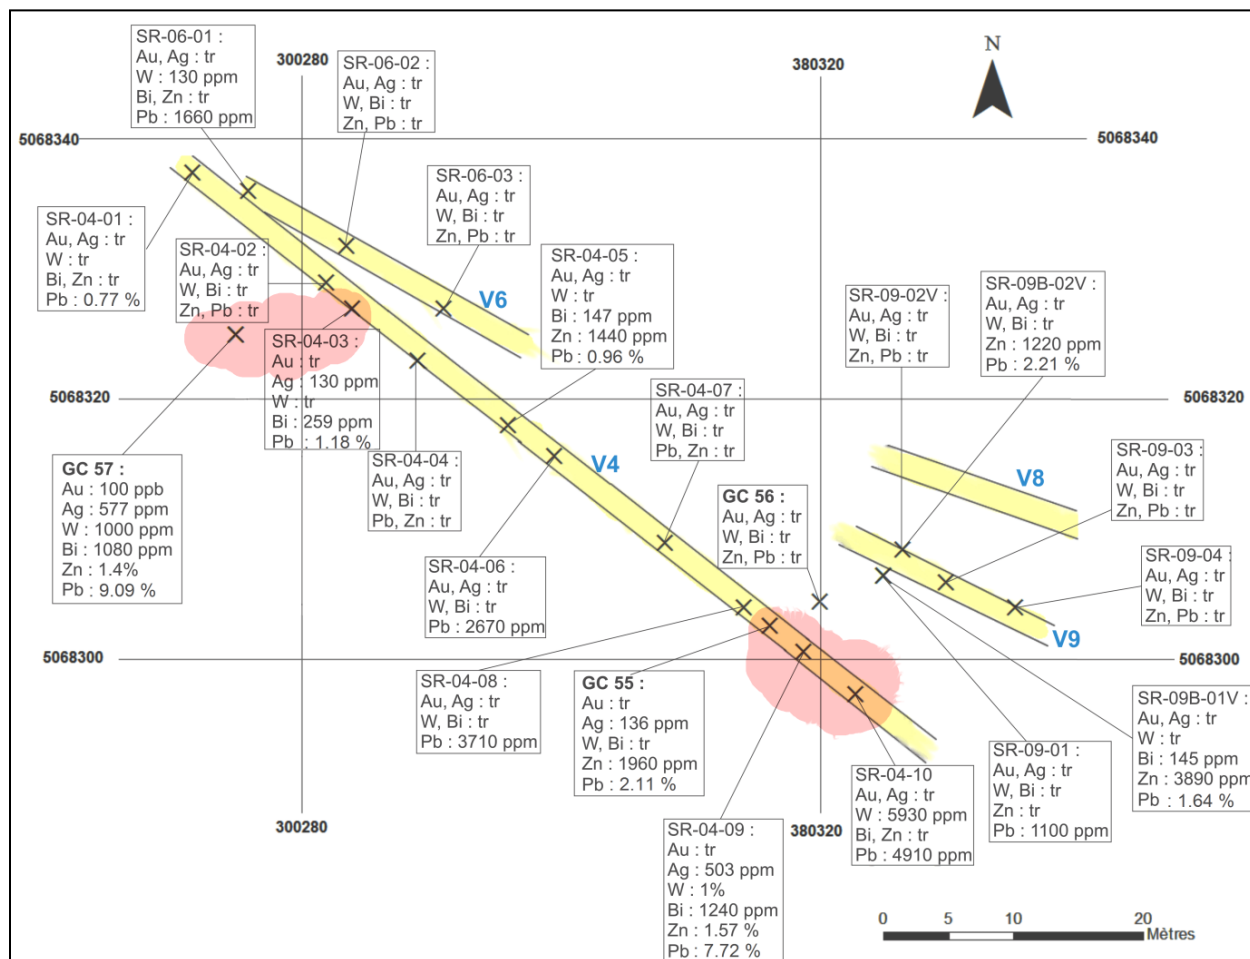 SR-06-01 :
Au, Ag : tr
W : 130 ppm
Bi, Zn : tr
Pb : 1660 ppm
300280
SR-06-02 :
Au, Ag : tr
W, Bi : tr
Zn, Pb : tr
380320
N
5068340
5068340
SR-04-01 :
Au, Ag : tr
W : tr
Bi, Zn : tr
Pb : 0.77 %
SR-04-02 :
Au, Ag : tr
W, Bi : tr
Zn, Pb : tr
SR-06-03 :
Au, Ag : tr
W, Bi : tr
Zn, Pb : tr
V6
SR-04-05 :
Au, Ag : tr
W : tr
Bi : 147 ppm
Zn : 1440 ppm
Pb : 0.96 %
SR-09-02V :
Au, Ag : tr
W, Bi : tr
Zn, Pb : tr
SR-09B-02V :
Au, Ag : tr
W, Bi : tr
Zn : 1220 ppm
Pb : 2.21 %
SR-04-03 :
Au : tr
Ag : 130 ppm
W : tr
Bi : 259 ppm
Pb : 1.18 %
5068320
5068320
SR-04-07 :
Au, Ag : tr
W, Bi : tr
Pb, Zn : tr
GC 57 :
Au : 100 ppb
Ag : 577 ppm
W : 1000 ppm
Bi : 1080 ppm
Zn : 1.4%
Pb : 9.09 %
SR-04-04 :
Au, Ag : tr
W, Bi : tr
Pb, Zn : tr
V4
V8
SR-09-03 :
Au, Ag : tr
W, Bi : tr
Zn, Pb : tr
GC 56 :
Au, Ag : tr
W, Bi : tr
Zn, Pb : tr
SR-04-06 :
Au, Ag : tr
W, Bi : tr
Pb : 2670 ppm
SR-09-04 :
Au, Ag : tr
W, Bi : tr
Zn, Pb : tr
V9
5068300
5068300
SR-04-08 :
Au, Ag : tr
W, Bi : tr
Pb : 3710 ppm
GC 55 :
Au : tr
Ag : 136 ppm
W, Bi : tr
Zn : 1960 ppm
Pb : 2.11 %
SR-09B-01V :
Au, Ag : tr
W : tr
Bi : 145 ppm
Zn : 3890 ppm
Pb : 1.64 %
SR-09-01 :
Au, Ag : tr
W, Bi : tr
Zn : tr
Pb : 1100 ppm
SR-04-10
Au, Ag : tr
W : 5930 ppm
Bi, Zn : tr
Pb : 4910 ppm
300280
380320
SR-04-09 :
Au : tr
Ag : 503 ppm
W : 1%
Bi : 1240 ppm
Zn : 1.57 %
Pb : 7.72 %
0 5 10 20
Mètres